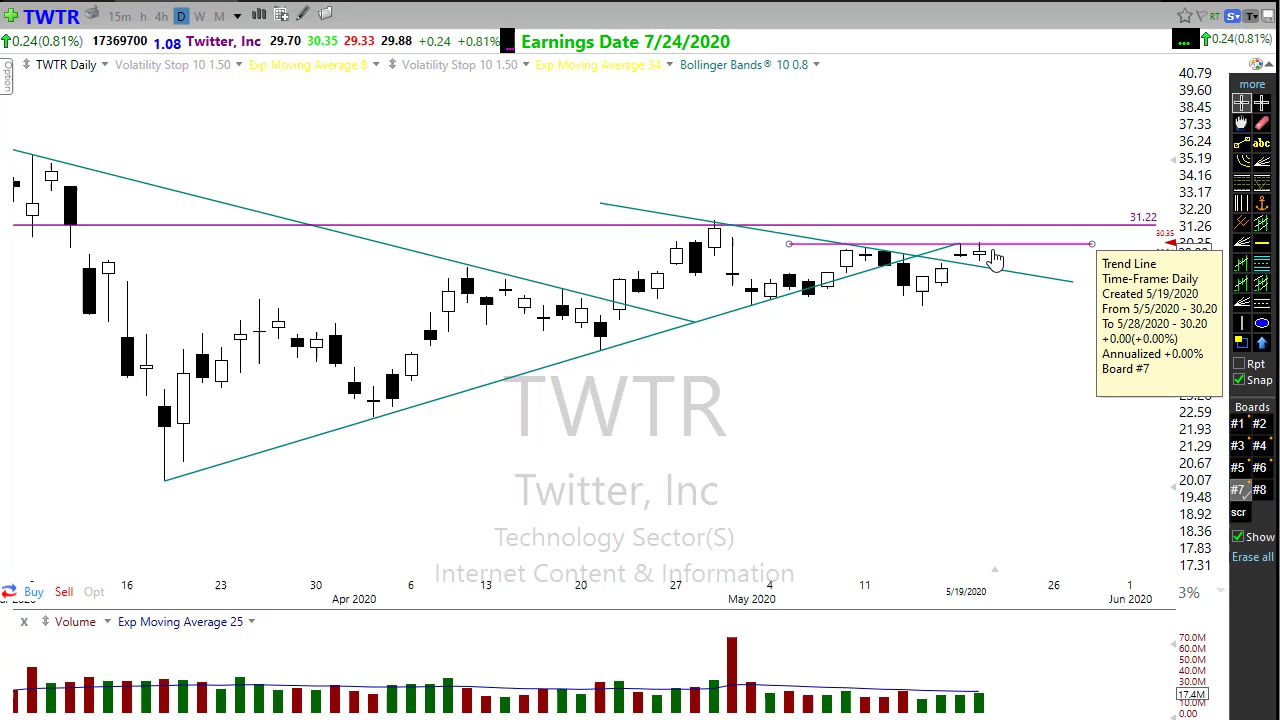 TWTR 15m h 4h D W M RT S T
0.24(0.81%) 17369700 1.08 Twitter, Inc 29.70 30.35 29.33 29.88 +0.24 +0.81% ... Earnings Date 7/24/2020 ... 0.24(0.81%)
Option
TWTR Daily Volatility Stop 10 1.50 Exp Moving Average 8 Volatility Stop 10 1.50 Exp Moving Average 34 Bollinger Bands® 10 0.8
40.79
39.60
38.45
37.33
36.24
35.19
34.16
33.17
32.20
31.22
31.26
30.35
30.35
Trend Line
Time-Frame: Daily
Created 5/19/2020
From 5/5/2020 - 30.20
To 5/28/2020 - 30.20
+0.00(+0.00%)
Annualized +0.00%
Board #7
22.59
21.93
21.29
20.67
20.07
19.48
18.92
18.36
17.83
17.31
TWTR
Twitter, Inc
Technology Sector(S)
Internet Content & Information
more
abc
Rpt
Snap
Boards
#1 #2
#3 #4
#5 #6
#7 #8
scr
Show
Erase all
16 23 30 6 13 20 27 4 11 26 1
Buy Sell Opt
Apr 2020 May 2020 5/19/2020 Jun 2020
3%
x Volume Exp Moving Average 25
70.0M
60.0M
50.0M
40.0M
30.0M
17.4M
10.0M
0.00